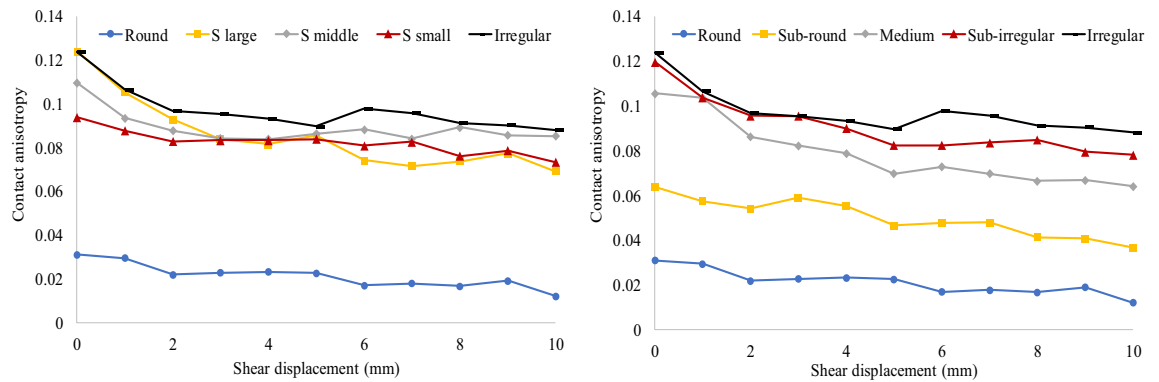 0.14
Round S large S middle S small Irregular
0.12
0.1
0.08
0.06
0.04
0.02
0
0 2 4 6 8 10
Contact anisotropy
Shear displacement (mm)
0.14
Round Sub-round Medium Sub-irregular Irregular
0.12
0.1
0.08
0.06
0.04
0.02
0
0 2 4 6 8 10
Contact anisotropy
Shear displacement (mm)